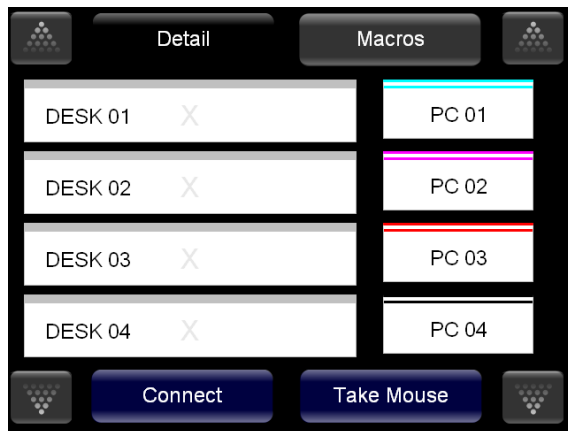 Detail Macros
DESK 01 X PC 01
DESK 02 X PC 02
DESK 03 X PC 03
DESK 04 X PC 04
Connect Take Mouse